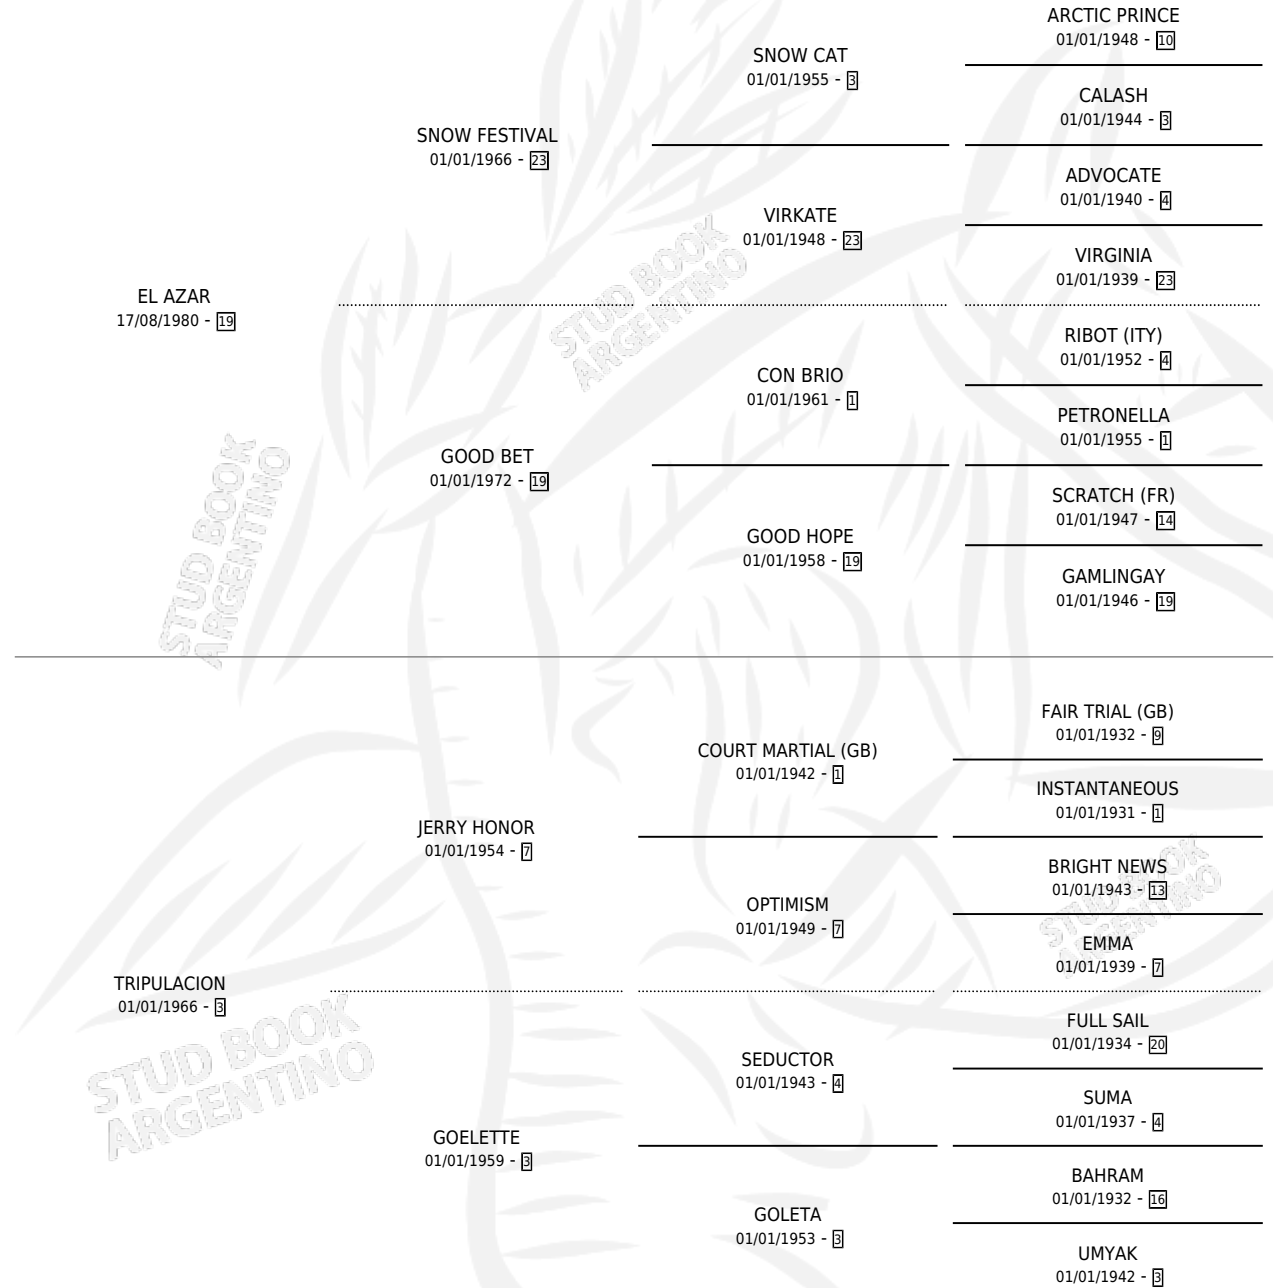 ARCTIC PRINCE
01/01/1948 - 10
SNOW CAT
01/01/1955 - 3
CALASH
01/01/1944 - 3
SNOW FESTIVAL
01/01/1966 - 23
ADVOCATE
01/01/1940 - 4
VIRKATE
01/01/1948 - 23
VIRGINIA
01/01/1939 - 23
EL AZAR
17/08/1980 - 19
RIBOT (ITY)
01/01/1952 - 4
CON BRIO
01/01/1961 - 1
PETRONELLA
01/01/1955 - 1
GOOD BET
01/01/1972 - 19
SCRATCH (FR)
01/01/1947 - 14
GOOD HOPE
01/01/1958 - 19
GAMLINGAY
01/01/1946 - 19
FAIR TRIAL (GB)
01/01/1932 - 9
COURT MARTIAL (GB)
01/01/1942 - 1
INSTANTANEOUS
01/01/1931 - 1
JERRY HONOR
01/01/1954 - 7
BRIGHT NEWS
01/01/1943 - 13
OPTIMISM
01/01/1949 - 7
EMMA
01/01/1939 - 7
TRIPULACION
01/01/1966 - 3
FULL SAIL
01/01/1934 - 20
SEDUCTOR
01/01/1943 - 4
SUMA
01/01/1937 - 4
GOELETTE
01/01/1959 - 3
BAHRAM
01/01/1932 - 16
GOLETA
01/01/1953 - 3
UMYAK
01/01/1942 - 3
STUD BOOK
ARGENTINO
STUD BOOK
ARGENTINO
STUD BOOK
ARGENTINO
STUD BOOK
ARGENTINO